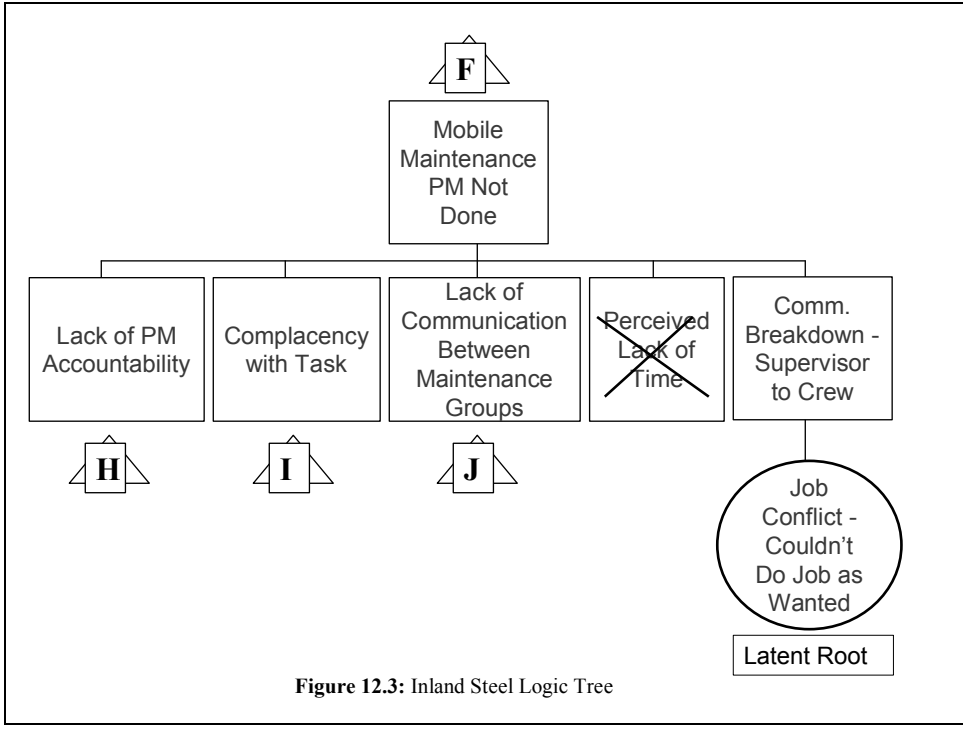 F
Mobile
Maintenance
PM Not
Done
Lack of PM
Accountability
Complacency
with Task
Lack of
Communication
Between
Maintenance
Groups
Perceived
Lack of
Time
Comm.
Breakdown -
Supervisor
to Crew
H
I
J
Job
Conflict -
Couldn't
Do Job as
Wanted
Latent Root
Figure 12.3: Inland Steel Logic Tree